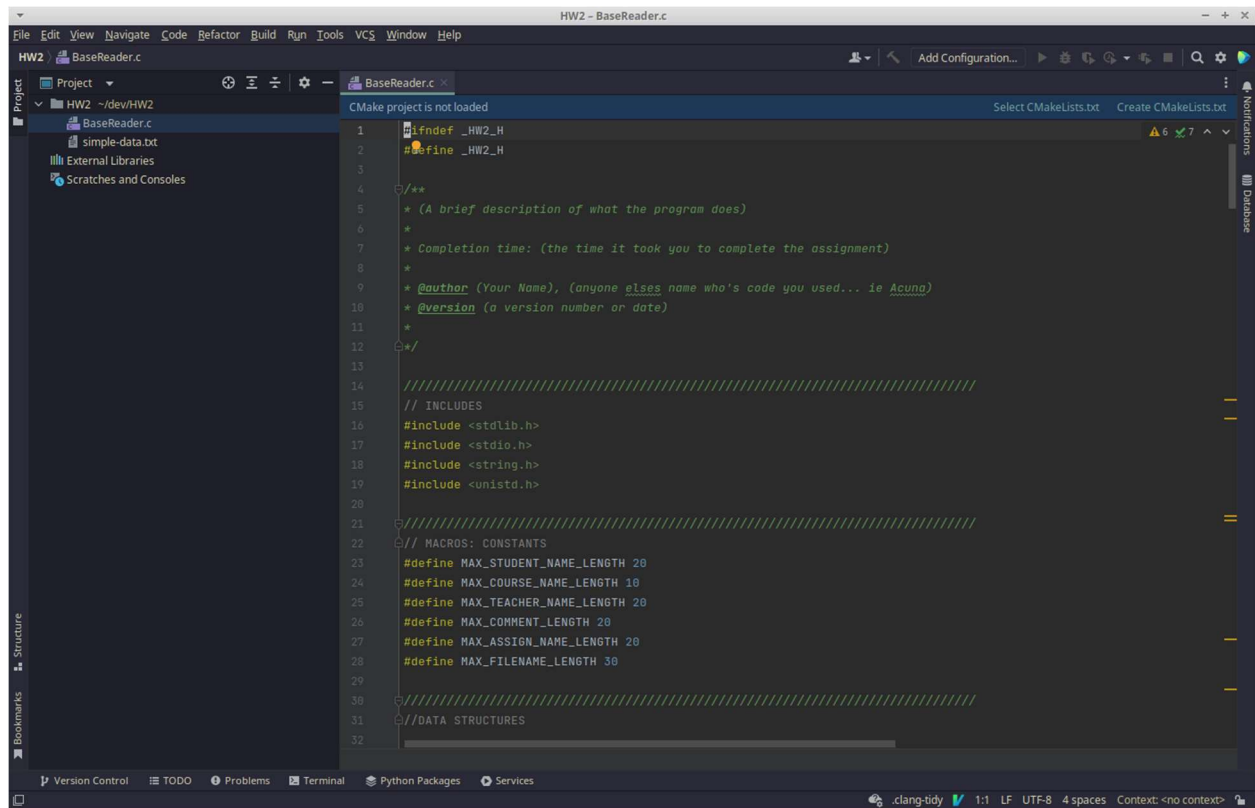 HW2 – BaseReader.c
File Edit View Navigate Code Refactor Build Run Tools VCS Window Help
HW2 BaseReader.c Add Configuration...
Project BaseReader.c
HW2 ~/dev/HW2
BaseReader.c
simple-data.txt
External Libraries
Scratches and Consoles
Project
Structure
Bookmarks
CMake project is not loaded Select CMakeLists.txt Create CMakeLists.txt
6 7
1 #ifndef _HW2_H
2 #define _HW2_H
3
4 /**
5 * (A brief description of what the program does)
6 *
7 * Completion time: (the time it took you to complete the assignment)
8 *
9 * @author (Your Name), (anyone elses name who's code you used... ie Acuna)
10 * @version (a version number or date)
11 *
12 */
13
14 ////////////////////////////////////////////////////////////////////////////////
15 // INCLUDES
16 #include <stdlib.h>
17 #include <stdio.h>
18 #include <string.h>
19 #include <unistd.h>
20
21 ////////////////////////////////////////////////////////////////////////////////
22 // MACROS: CONSTANTS
23 #define MAX_STUDENT_NAME_LENGTH 20
24 #define MAX_COURSE_NAME_LENGTH 10
25 #define MAX_TEACHER_NAME_LENGTH 20
26 #define MAX_COMMENT_LENGTH 20
27 #define MAX_ASSIGN_NAME_LENGTH 20
28 #define MAX_FILENAME_LENGTH 30
29
30 ////////////////////////////////////////////////////////////////////////////////
31 //DATA STRUCTURES
32
Notifications
Database
Version Control TODO Problems Terminal Python Packages Services
.clang-tidy 1:1 LF UTF-8 4 spaces Context: <no context>